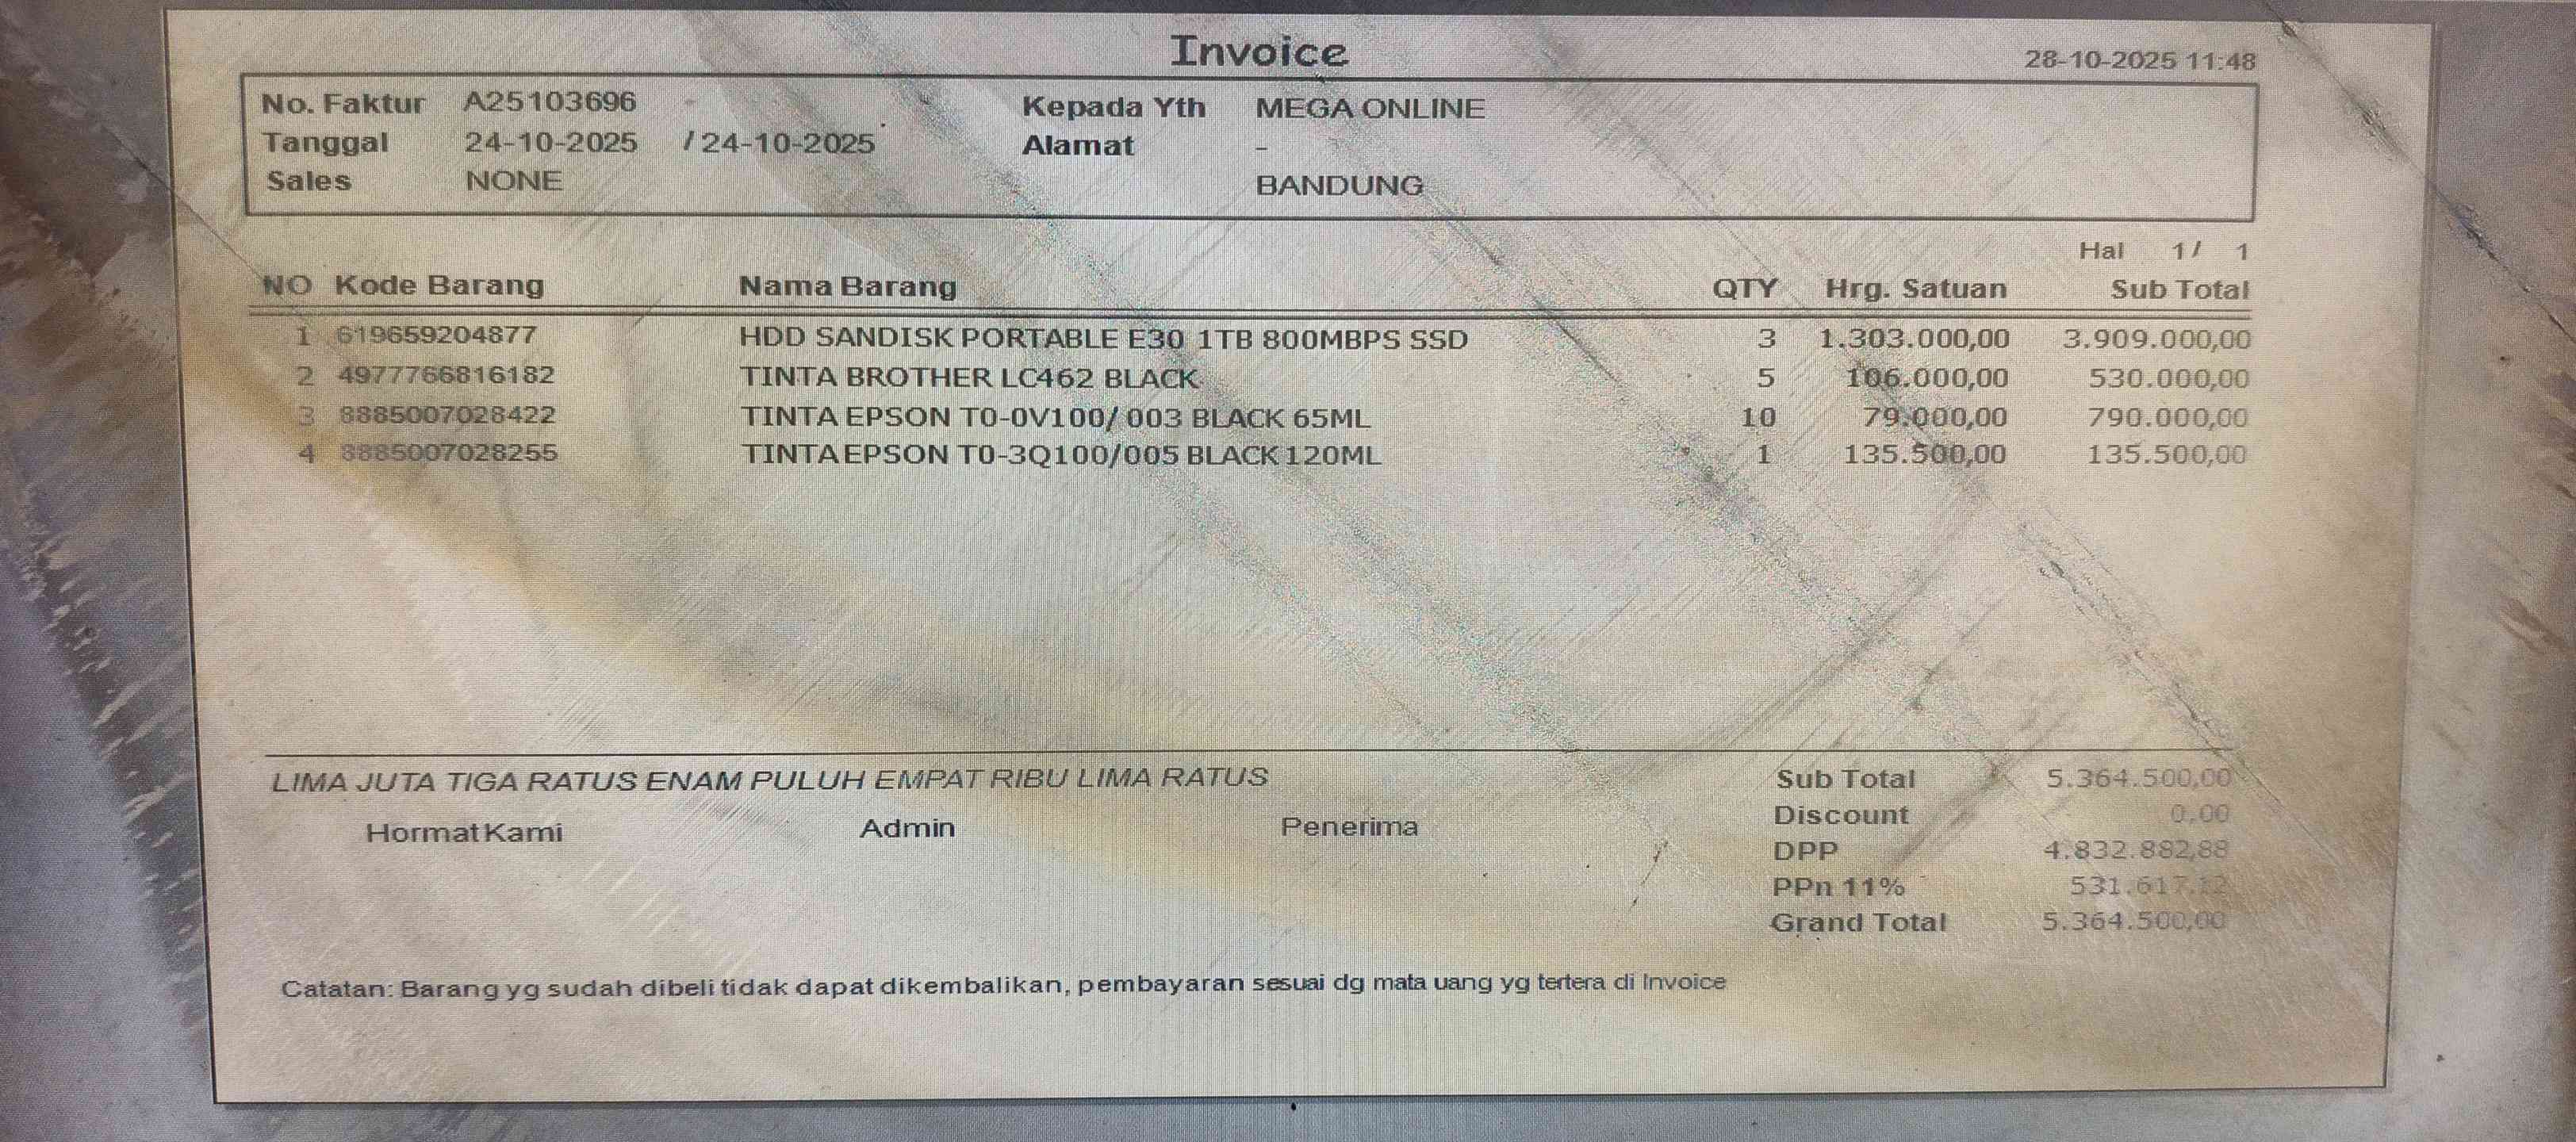 Invoice
28-10-2025 11:48
No. Faktur A25103696 Kepada Yth MEGA ONLINE
Tanggal 24-10-2025 / 24-10-2025 Alamat -
Sales NONE BANDUNG
Hal 1 / 1
NO Kode Barang Nama Barang QTY Hrg. Satuan Sub Total
1 619659204877 HDD SANDISK PORTABLE E30 1TB 800MBPS SSD 3 1.303.000,00 3.909.000,00
2 4977766816182 TINTA BROTHER LC462 BLACK 5 106.000,00 530.000,00
3 8885007028422 TINTA EPSON T0-0V100/ 003 BLACK 65ML 10 79.000,00 790.000,00
4 8885007028255 TINTA EPSON T0-3Q100/005 BLACK 120ML 1 135.500,00 135.500,00
LIMA JUTA TIGA RATUS ENAM PULUH EMPAT RIBU LIMA RATUS Sub Total 5.364.500,00
Hormat Kami Admin Penerima Discount 0,00
DPP 4.832.882,88
PPn 11% 531.617,12
Grand Total 5.364.500,00
Catatan: Barang yg sudah dibeli tidak dapat dikembalikan, pembayaran sesuai dg mata uang yg tertera di Invoice